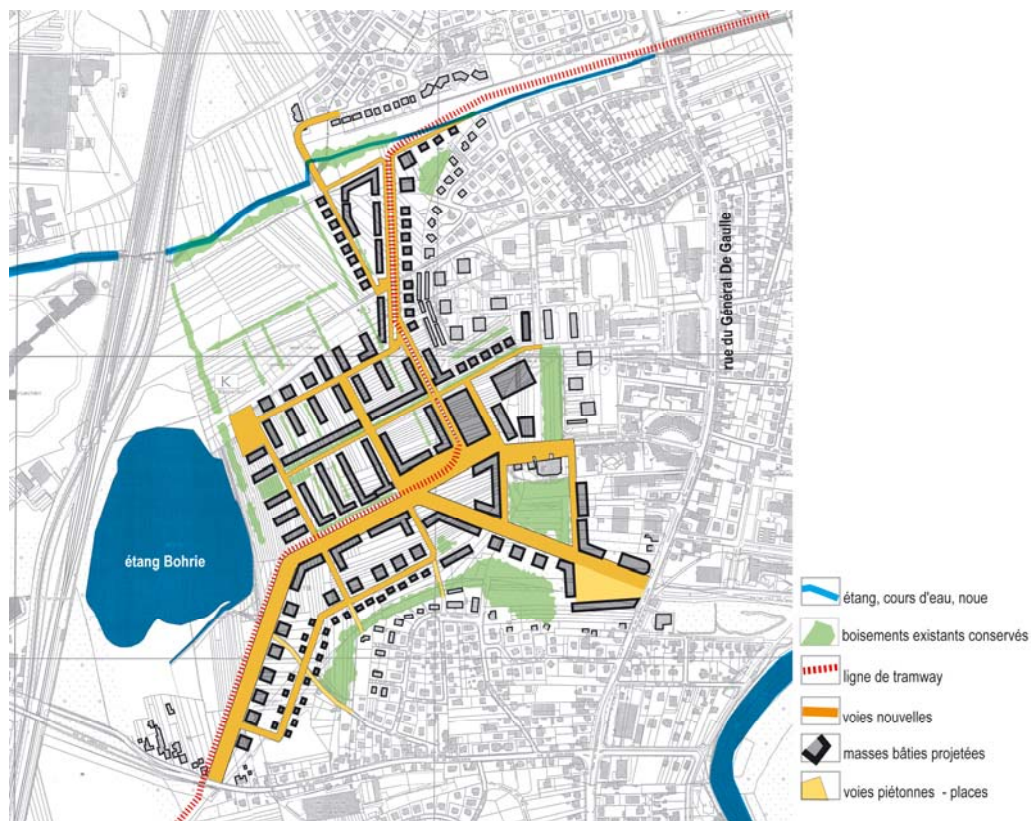 rue du Général De Gaulle
K
étang Bohrie
étang, cours d'eau, noue
boisements existants conservés
ligne de tramway
voies nouvelles
masses bâties projetées
voies piétonnes - places